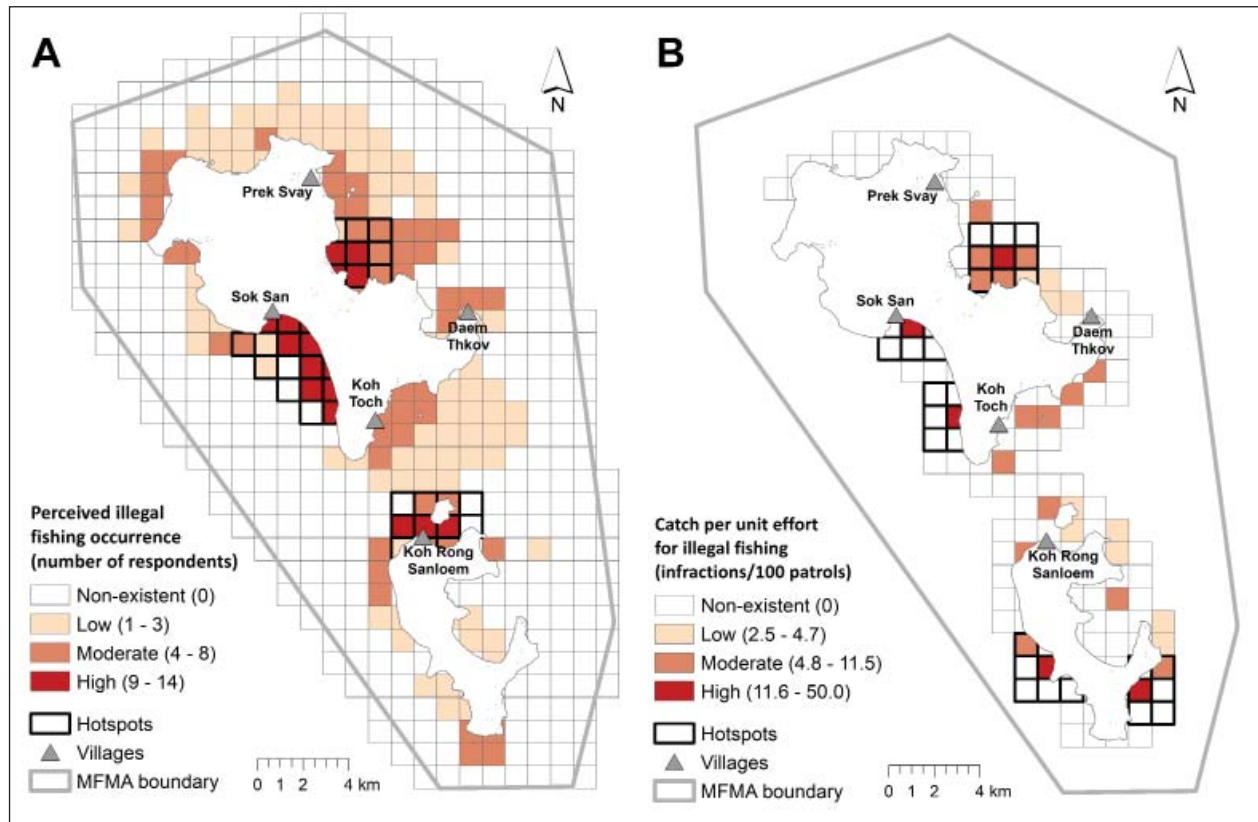 A
N
Prek Svay
Sok San
Daem
Thkov
Koh
Toch
Koh Rong
Sanloem
Perceived illegal
fishing occurrence
(number of respondents)
Non-existent (0)
Low (1 - 3)
Moderate (4 - 8)
High (9 - 14)
Hotspots
Villages
MFMA boundary
0 1 2 4 km
B
N
Prek Svay
Sok San
Daem
Thkov
Koh
Toch
Koh Rong
Sanloem
Catch per unit effort
for illegal fishing
(infractions/100 patrols)
Non-existent (0)
Low (2.5 - 4.7)
Moderate (4.8 - 11.5)
High (11.6 - 50.0)
Hotspots
Villages
MFMA boundary
0 1 2 4 km